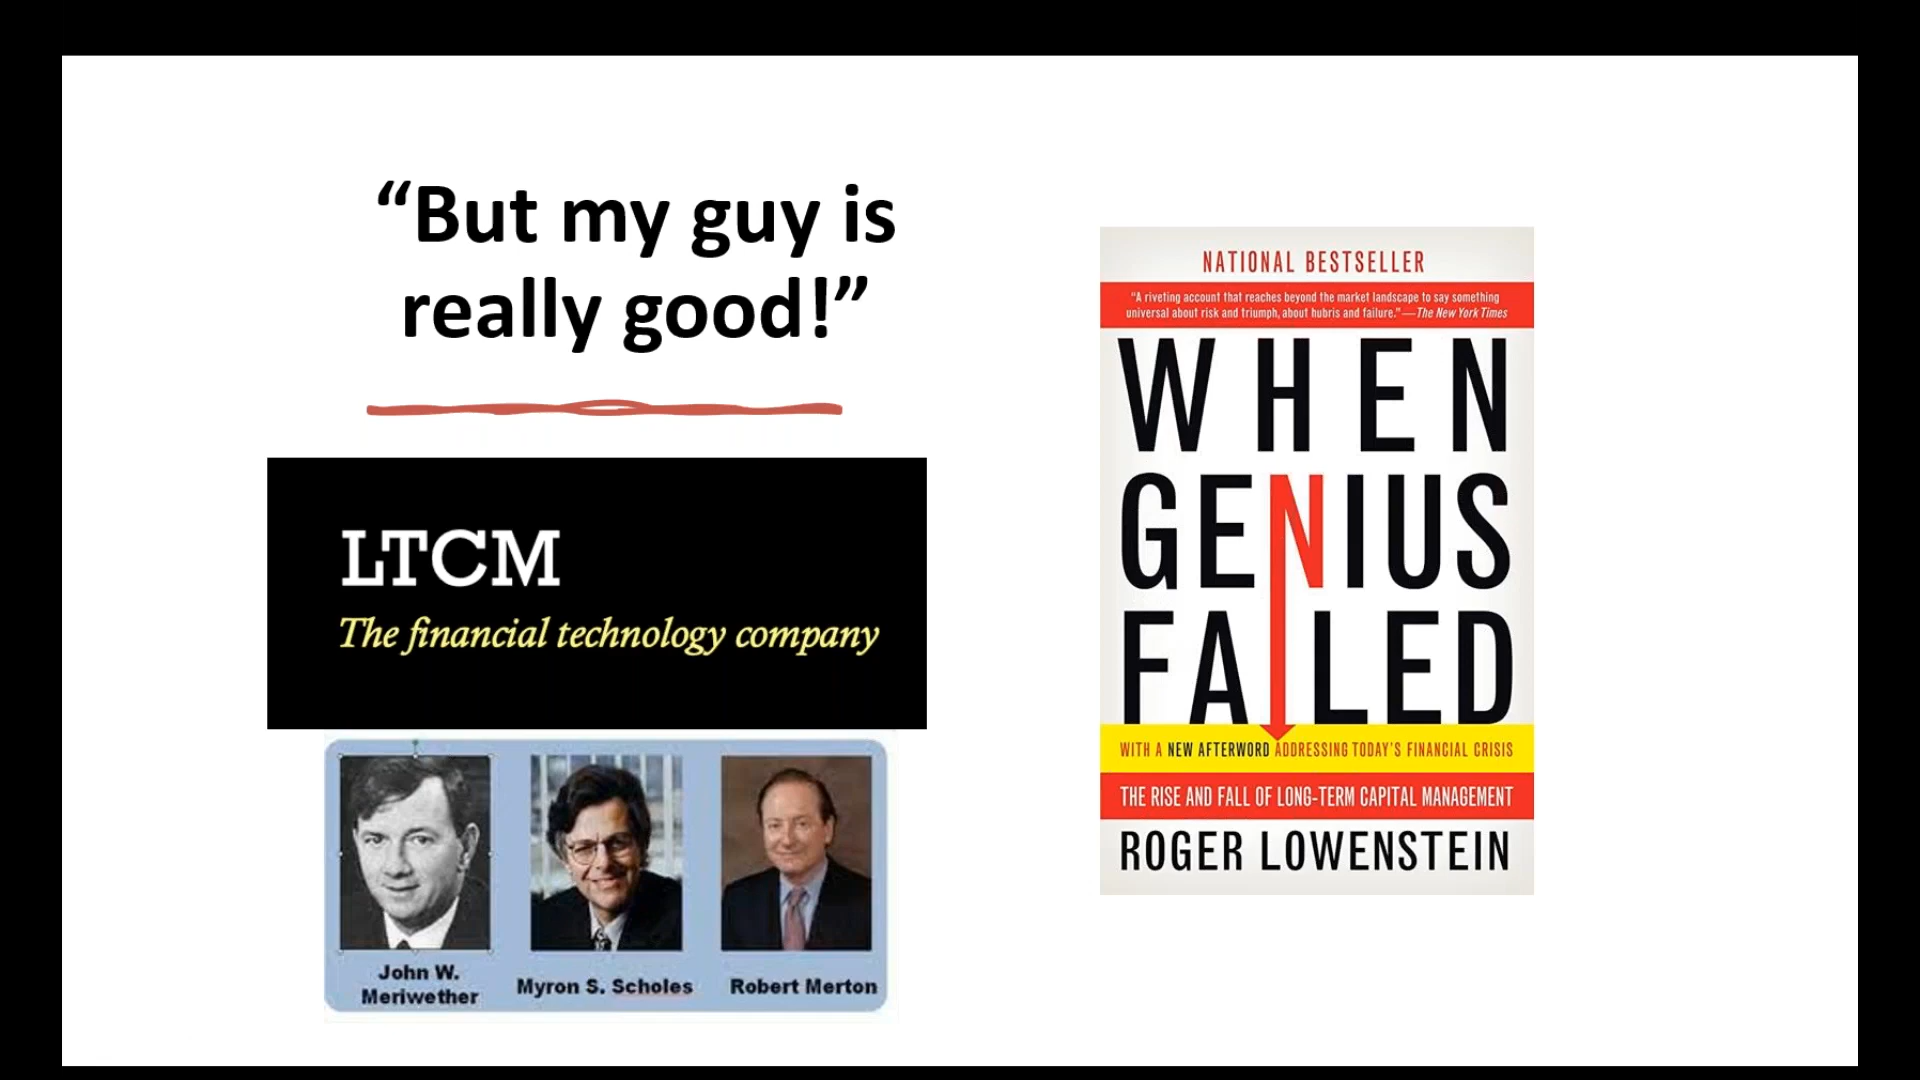 “But my guy is
really good!”
LTCM
The financial technology company
John W.
Meriwether
Myron S. Scholes
Robert Merton
NATIONAL BESTSELLER
“A riveting account that reaches beyond the market landscape to say something
universal about risk and triumph, about hubris and failure.” —The New York Times
WHEN
GENIUS
FAILED
WITH A NEW AFTERWORD ADDRESSING TODAY'S FINANCIAL CRISIS
THE RISE AND FALL OF LONG-TERM CAPITAL MANAGEMENT
ROGER LOWENSTEIN